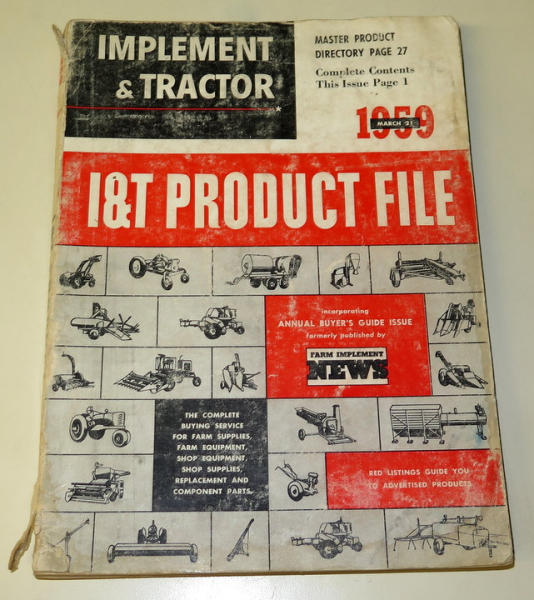 IMPLEMENT
& TRACTOR
MASTER PRODUCT
DIRECTORY PAGE 27
Complete Contents
This Issue Page 1
1959
MARCH 21
I&T PRODUCT FILE
incorporating
ANNUAL BUYER'S GUIDE ISSUE
formerly published by
FARM IMPLEMENT
NEWS
THE COMPLETE
BUYING SERVICE
FOR FARM SUPPLIES,
FARM EQUIPMENT,
SHOP EQUIPMENT,
SHOP SUPPLIES,
REPLACEMENT AND
COMPONENT PARTS.
RED LISTINGS GUIDE YOU
TO ADVERTISED PRODUCTS